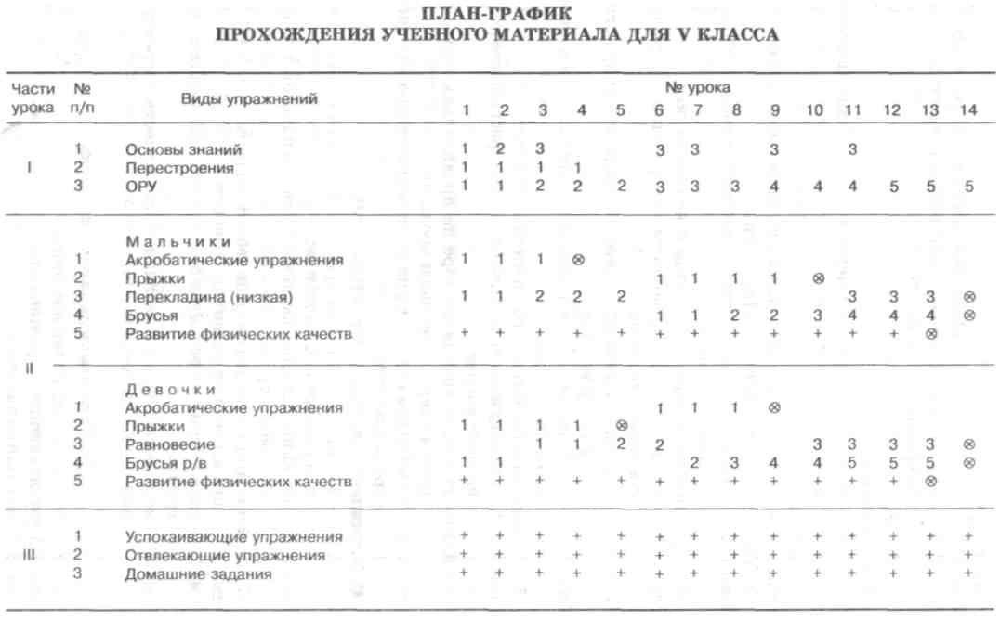 ПЛАН-ГРАФИК
ПРОХОЖДЕНИЯ УЧЕБНОГО МАТЕРИАЛА ДЛЯ V КЛАССА
Части урока № п/п Виды упражнений № урока
1 2 3 4 5 6 7 8 9 10 11 12 13 14
1 Основы знаний 1 2 3 3 3 3 3
I 2 Перестроения 1 1 1 1
3 ОРУ 1 1 2 2 2 3 3 3 4 4 4 5 5 5
Мальчики
1 Акробатические упражнения 1 1 1 ⊗
2 Прыжки 1 1 1 1 ⊗
3 Перекладина (низкая) 1 1 2 2 2 3 3 3 ⊗
4 Брусья 1 1 2 2 3 4 4 4 ⊗
5 Развитие физических качеств + + + + + + + + + + + + ⊗
II
Девочки
1 Акробатические упражнения 1 1 1 ⊗
2 Прыжки 1 1 1 1 ⊗
3 Равновесие 1 1 2 2 3 3 3 3 ⊗
4 Брусья р/в 1 1 2 3 4 4 5 5 5 ⊗
5 Развитие физических качеств + + + + + + + + + + + + ⊗
1 Успокаивающие упражнения + + + + + + + + + + + + + +
III 2 Отвлекающие упражнения + + + + + + + + + + + + + +
3 Домашние задания + + + + + + + + + + + + + +